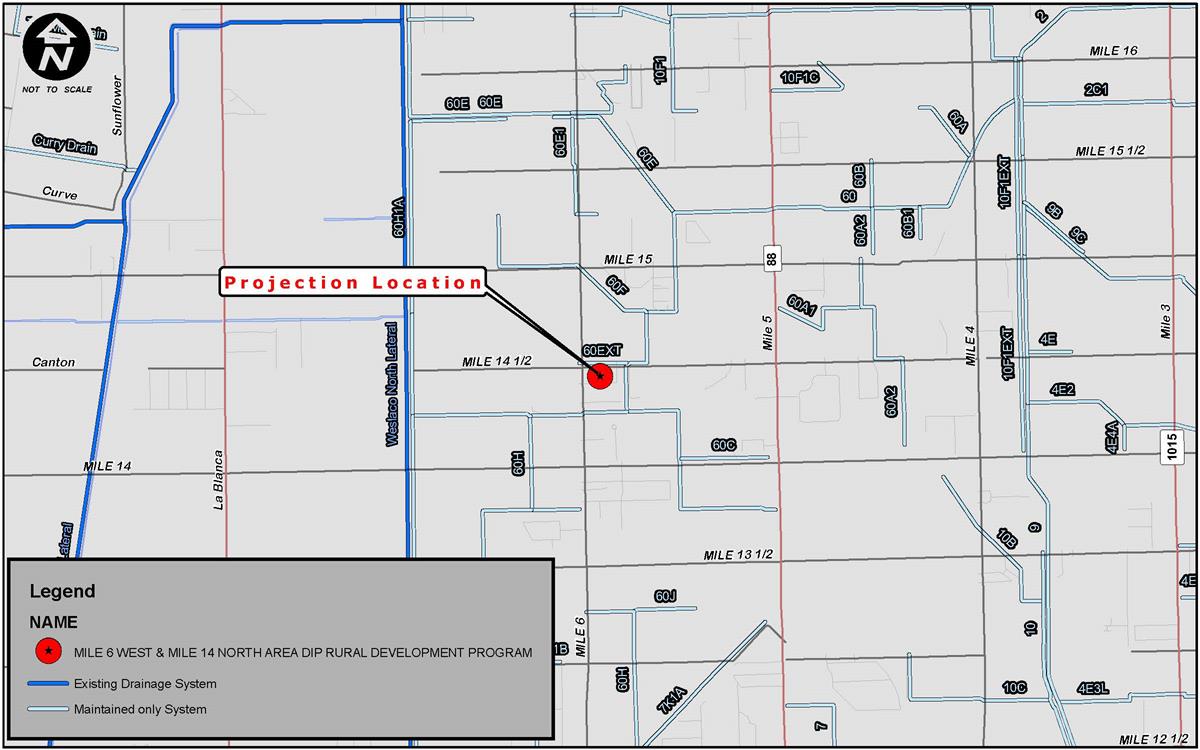 N
NOT TO SCALE
ain
Sunflower
Curry Drain
Curve
60E 60E
10F1
10F1C
2
MILE 16
2C1
60E1
60E
60A
MILE 15 1/2
10F1EXT
60B
60
60A2
60B1
9B
9C
60H1A
MILE 15
88
Projection Location
60F
60A1
Mile 5
MILE 4
Mile 3
10F1EXT
4E
Canton
Weslaco North Lateral
MILE 14 1/2
60EXT
60A2
4E2
4E4A
1015
MILE 14
La Blanca
60H
60C
Lateral
MILE 13 1/2
10B
9
4E
60J
MILE 6
1B
60H
7K1A
10
10C
4E3L
7
MILE 12 1/2
Legend
NAME
MILE 6 WEST & MILE 14 NORTH AREA DIP RURAL DEVELOPMENT PROGRAM
Existing Drainage System
Maintained only System